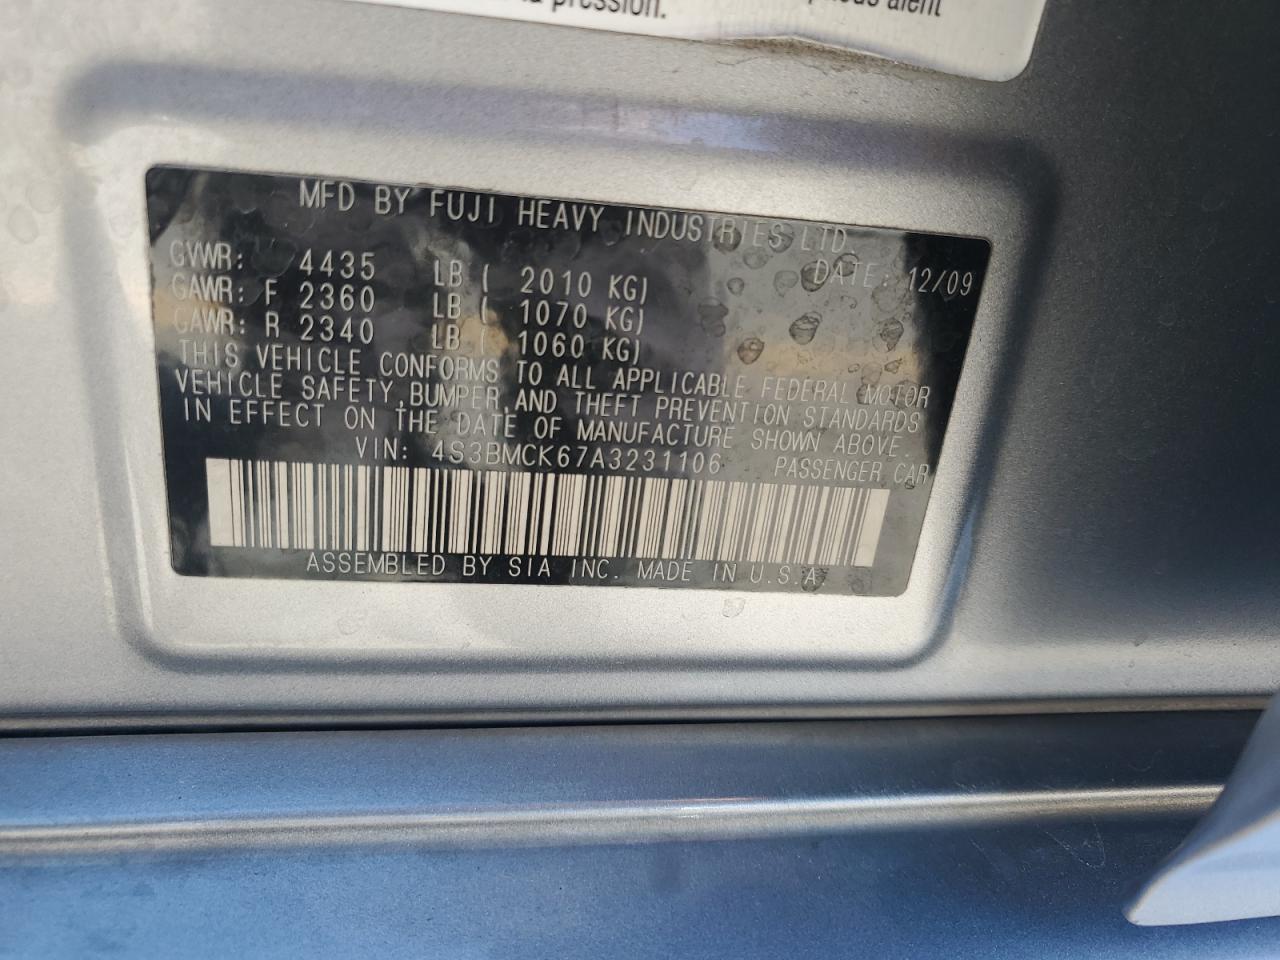 pression.
alent
MFD BY FUJI HEAVY INDUSTRIES LTD.
DATE: 12/09
GVWR: 4435 LB ( 2010 KG)
GAWR: F 2360 LB ( 1070 KG)
GAWR: R 2340 LB ( 1060 KG)
THIS VEHICLE CONFORMS TO ALL APPLICABLE FEDERAL MOTOR
VEHICLE SAFETY, BUMPER, AND THEFT PREVENTION STANDARDS
IN EFFECT ON THE DATE OF MANUFACTURE SHOWN ABOVE.
VIN: 4S3BMCK67A3231106 PASSENGER CAR
ASSEMBLED BY SIA INC. MADE IN U.S.A